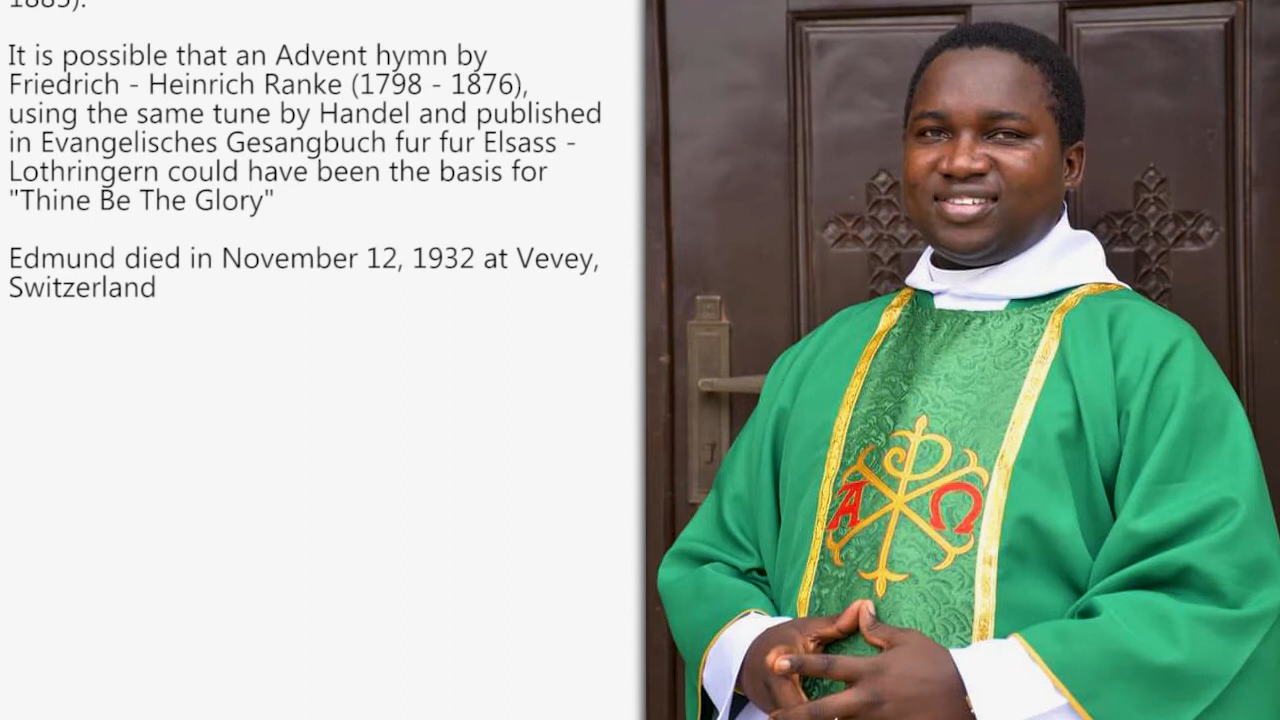 1885).
It is possible that an Advent hymn by
Friedrich - Heinrich Ranke (1798 - 1876),
using the same tune by Handel and published
in Evangelisches Gesangbuch fur fur Elsass -
Lothringern could have been the basis for
"Thine Be The Glory"
Edmund died in November 12, 1932 at Vevey,
Switzerland
Α Ω